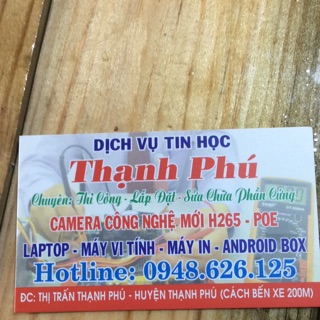 DỊCH VỤ TIN HỌC
Thạnh Phú
Chuyên: Thi Công - Lắp Đặt - Sửa Chữa Phần Cứng
CAMERA CÔNG NGHỆ MỚI H265 - POE
LAPTOP - MÁY VI TÍNH - MÁY IN - ANDROID BOX
Hotline: 0948.626.125
ĐC: THỊ TRẤN THẠNH PHÚ - HUYỆN THẠNH PHÚ (CÁCH BẾN XE 200M)